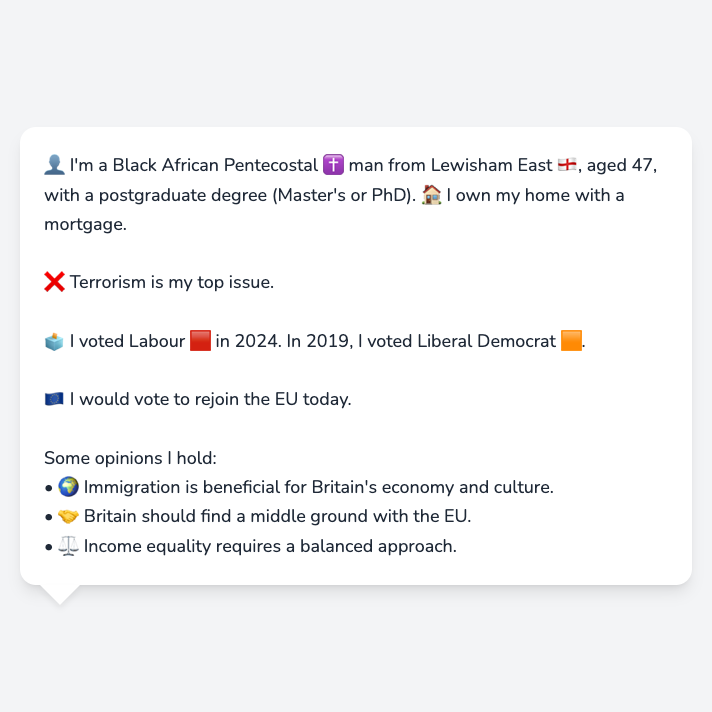 👤 I'm a Black African Pentecostal ✝️ man from Lewisham East 🏴󠁧󠁢󠁥󠁮󠁧󠁿, aged 47,
with a postgraduate degree (Master's or PhD). 🏠 I own my home with a
mortgage.
❌ Terrorism is my top issue.
🗳️ I voted Labour 🟥 in 2024. In 2019, I voted Liberal Democrat 🟧.
🇪🇺 I would vote to rejoin the EU today.
Some opinions I hold:
• 🌍 Immigration is beneficial for Britain's economy and culture.
• 🤝 Britain should find a middle ground with the EU.
• ⚖️ Income equality requires a balanced approach.